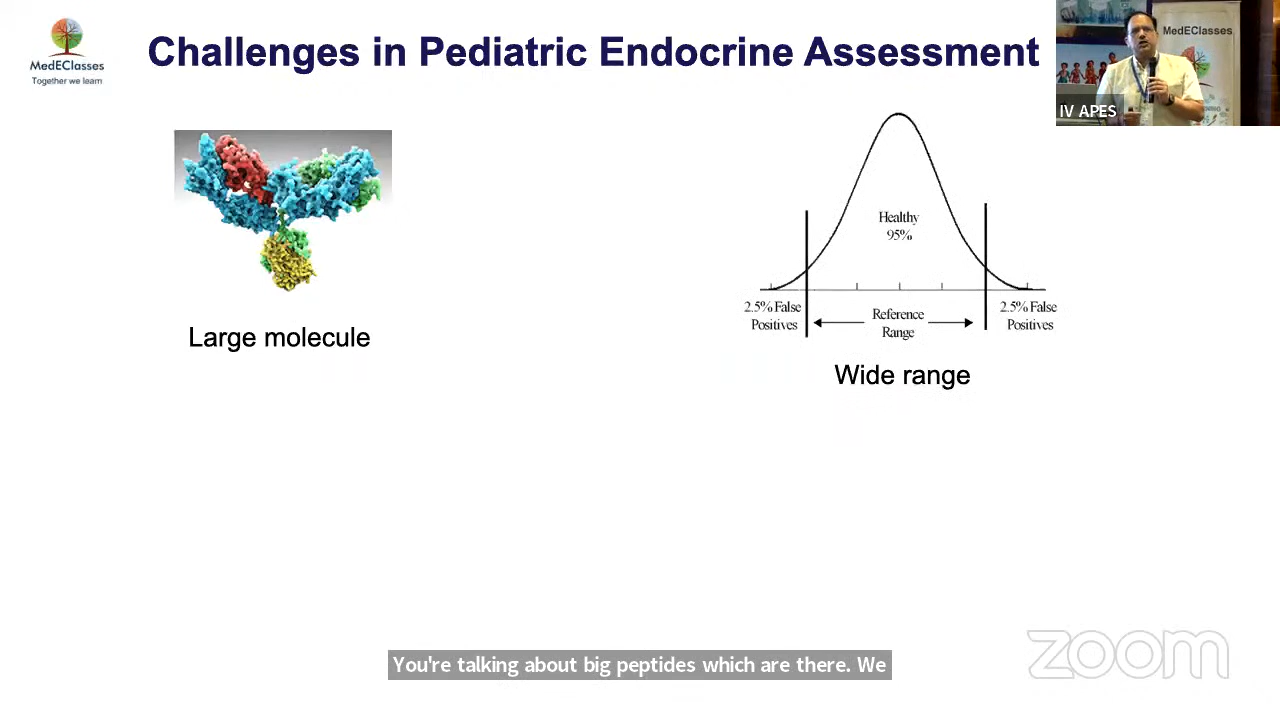 MedEClasses
Together we learn
Challenges in Pediatric Endocrine Assessment
MedEClasses
IV APES
Healthy
95%
2.5% False
Positives
Reference
Range
2.5% False
Positives
Large molecule
Wide range
You're talking about big peptides which are there. We
zoom